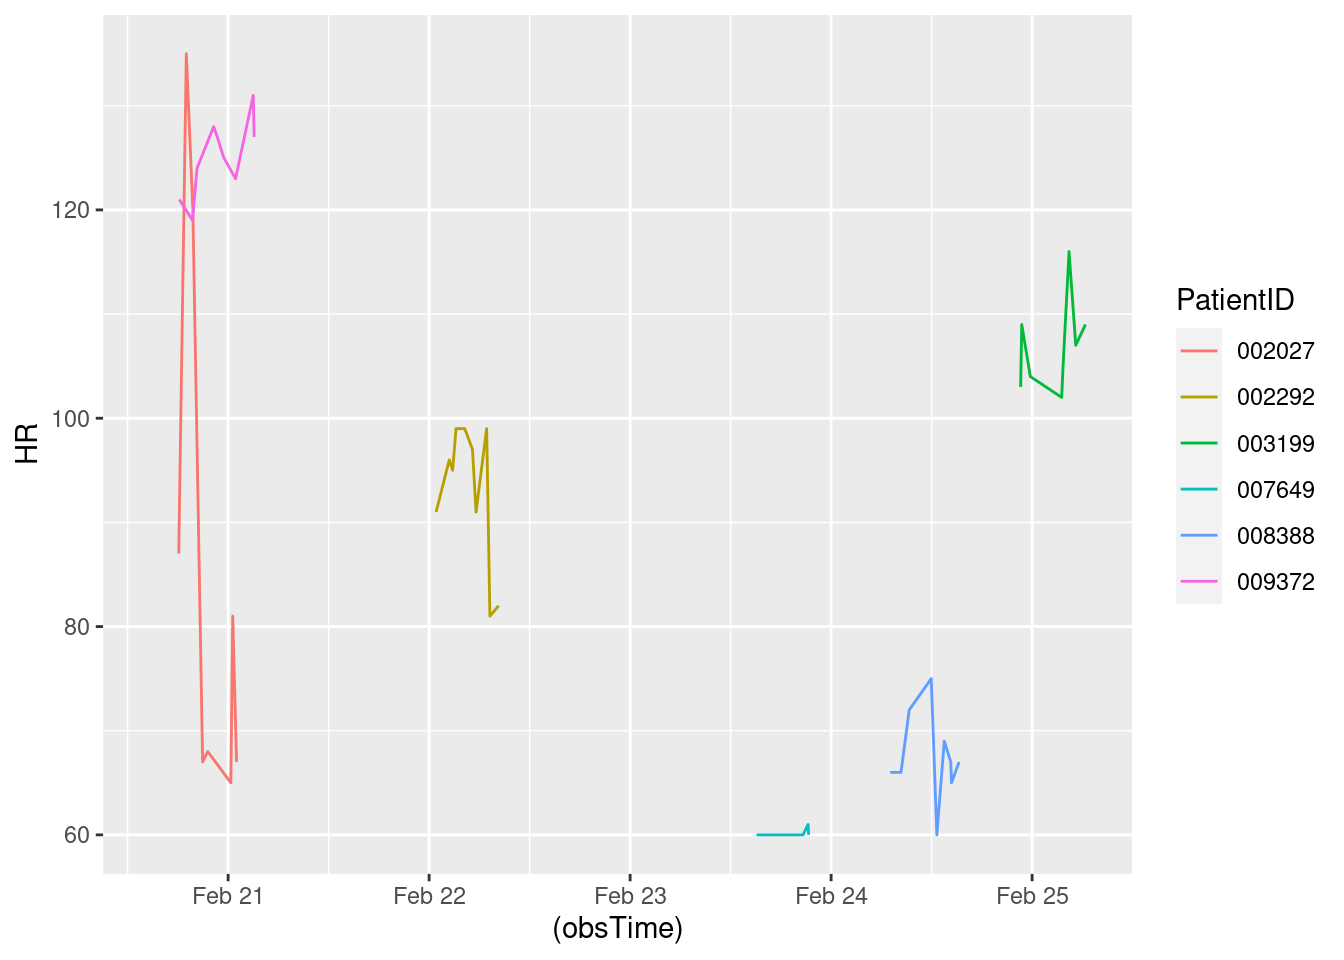 HR
120
100
80
60
Feb 21
Feb 22
Feb 23
Feb 24
Feb 25
(obsTime)
PatientID
002027
002292
003199
007649
008388
009372